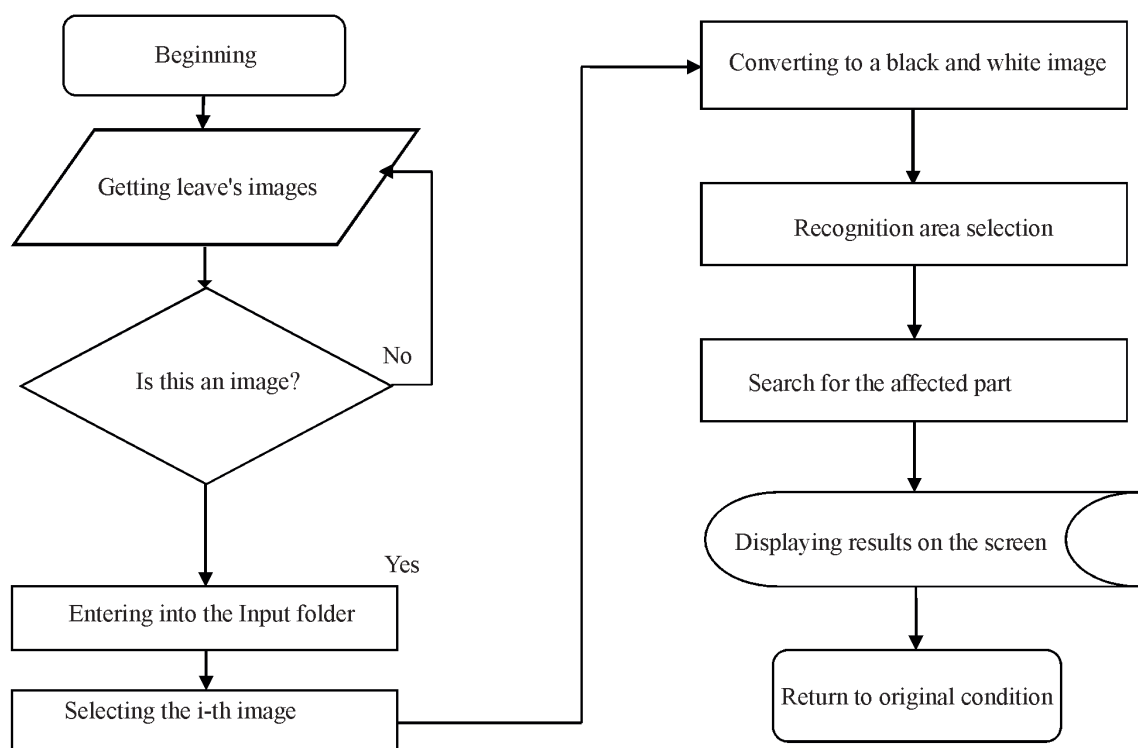 Beginning
Getting leave's images
Is this an image?
No
Yes
Entering into the Input folder
Selecting the i-th image
Converting to a black and white image
Recognition area selection
Search for the affected part
Displaying results on the screen
Return to original condition